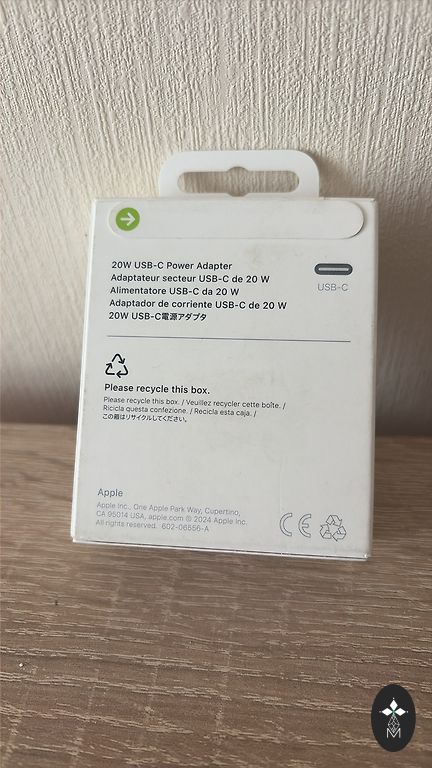 20W USB-C Power Adapter
Adaptateur secteur USB-C de 20 W
Alimentatore USB-C da 20 W
Adaptador de corriente USB-C de 20 W
20W USB-C電源アダプタ
USB-C
Please recycle this box.
Please recycle this box. / Veuillez recycler cette boîte. /
Ricicla questa confezione. / Recicla esta caja. /
この箱はリサイクルしてください。
Apple
Apple Inc., One Apple Park Way, Cupertino,
CA 95014 USA, apple.com © 2024 Apple Inc.
All rights reserved. 602-06556-A
CE
M